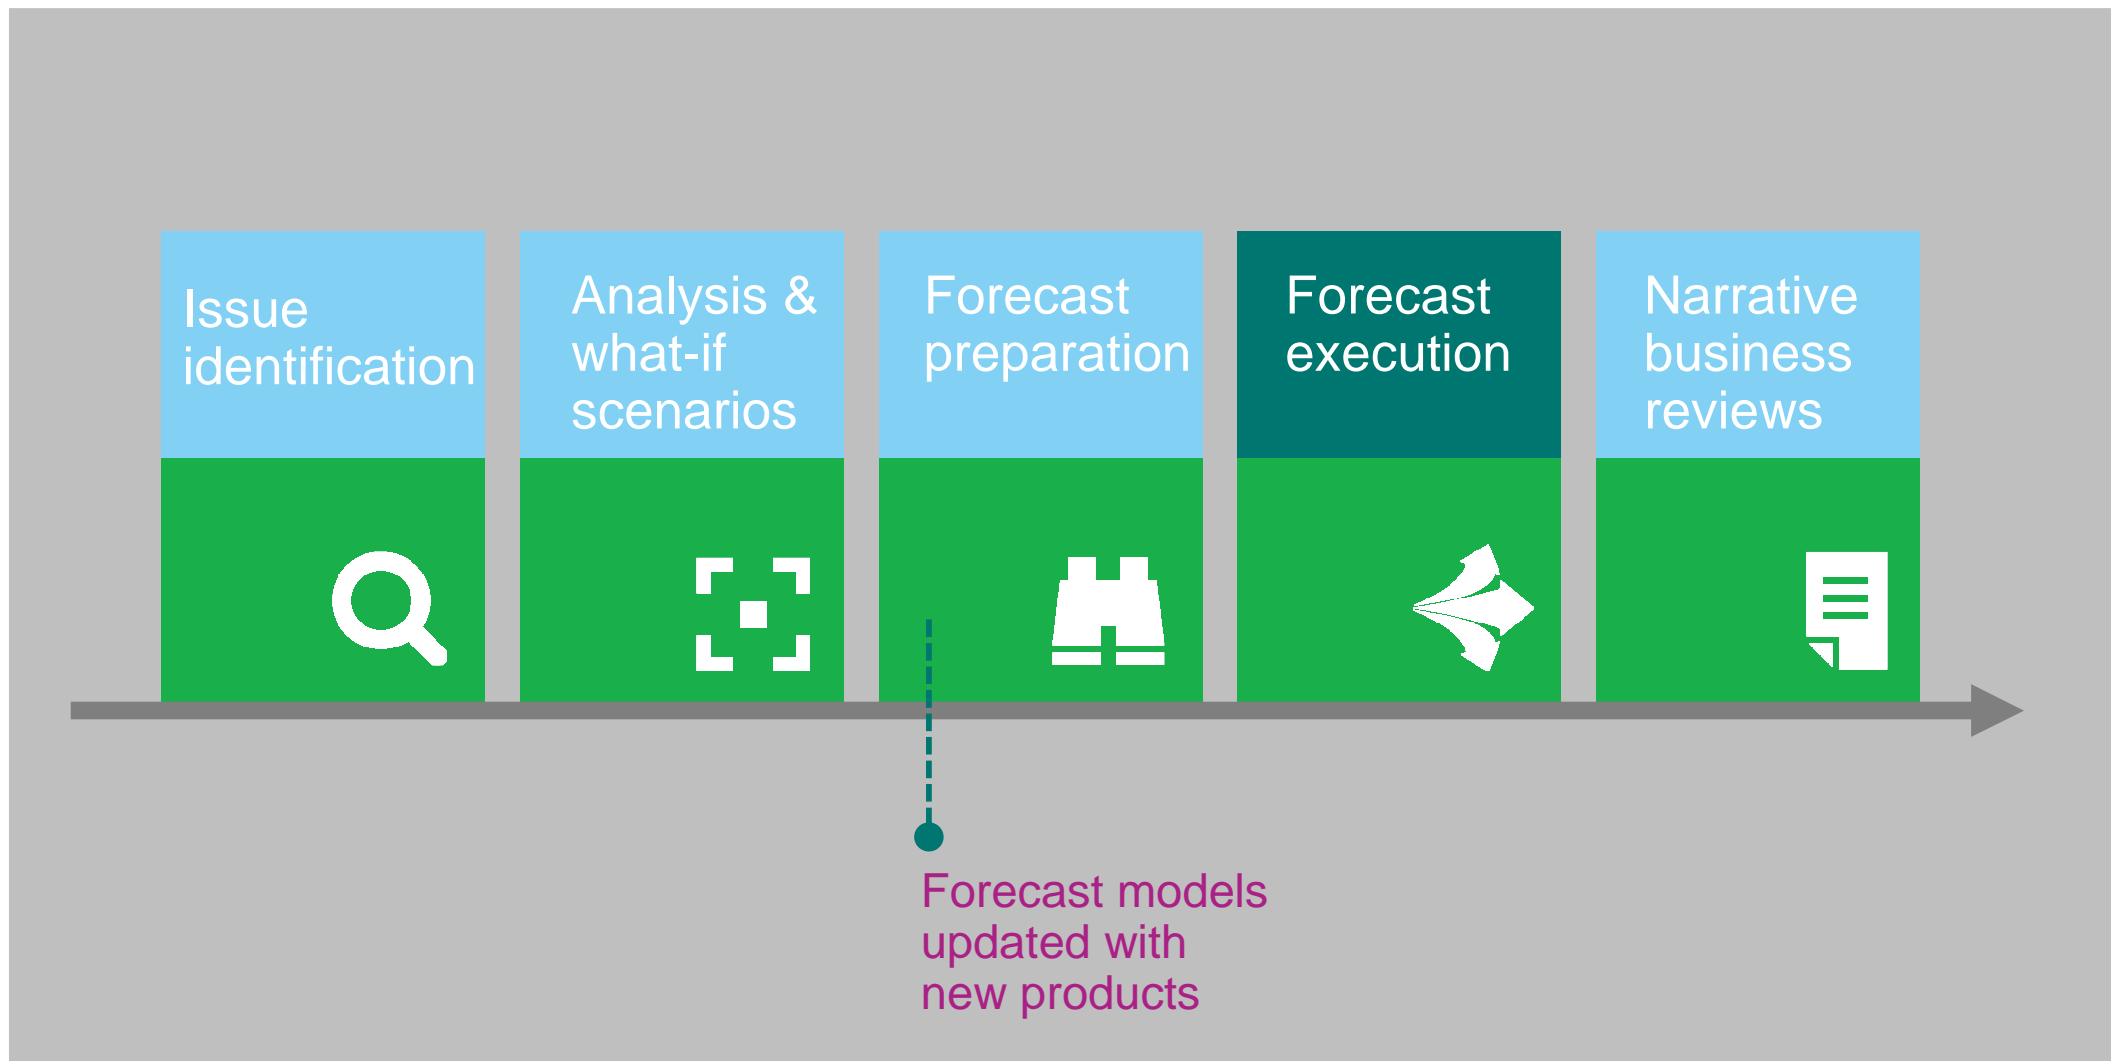 Issue
identification
Analysis &
what-if
scenarios
Forecast
preparation
Forecast
execution
Narrative
business
reviews
Forecast models
updated with
new products